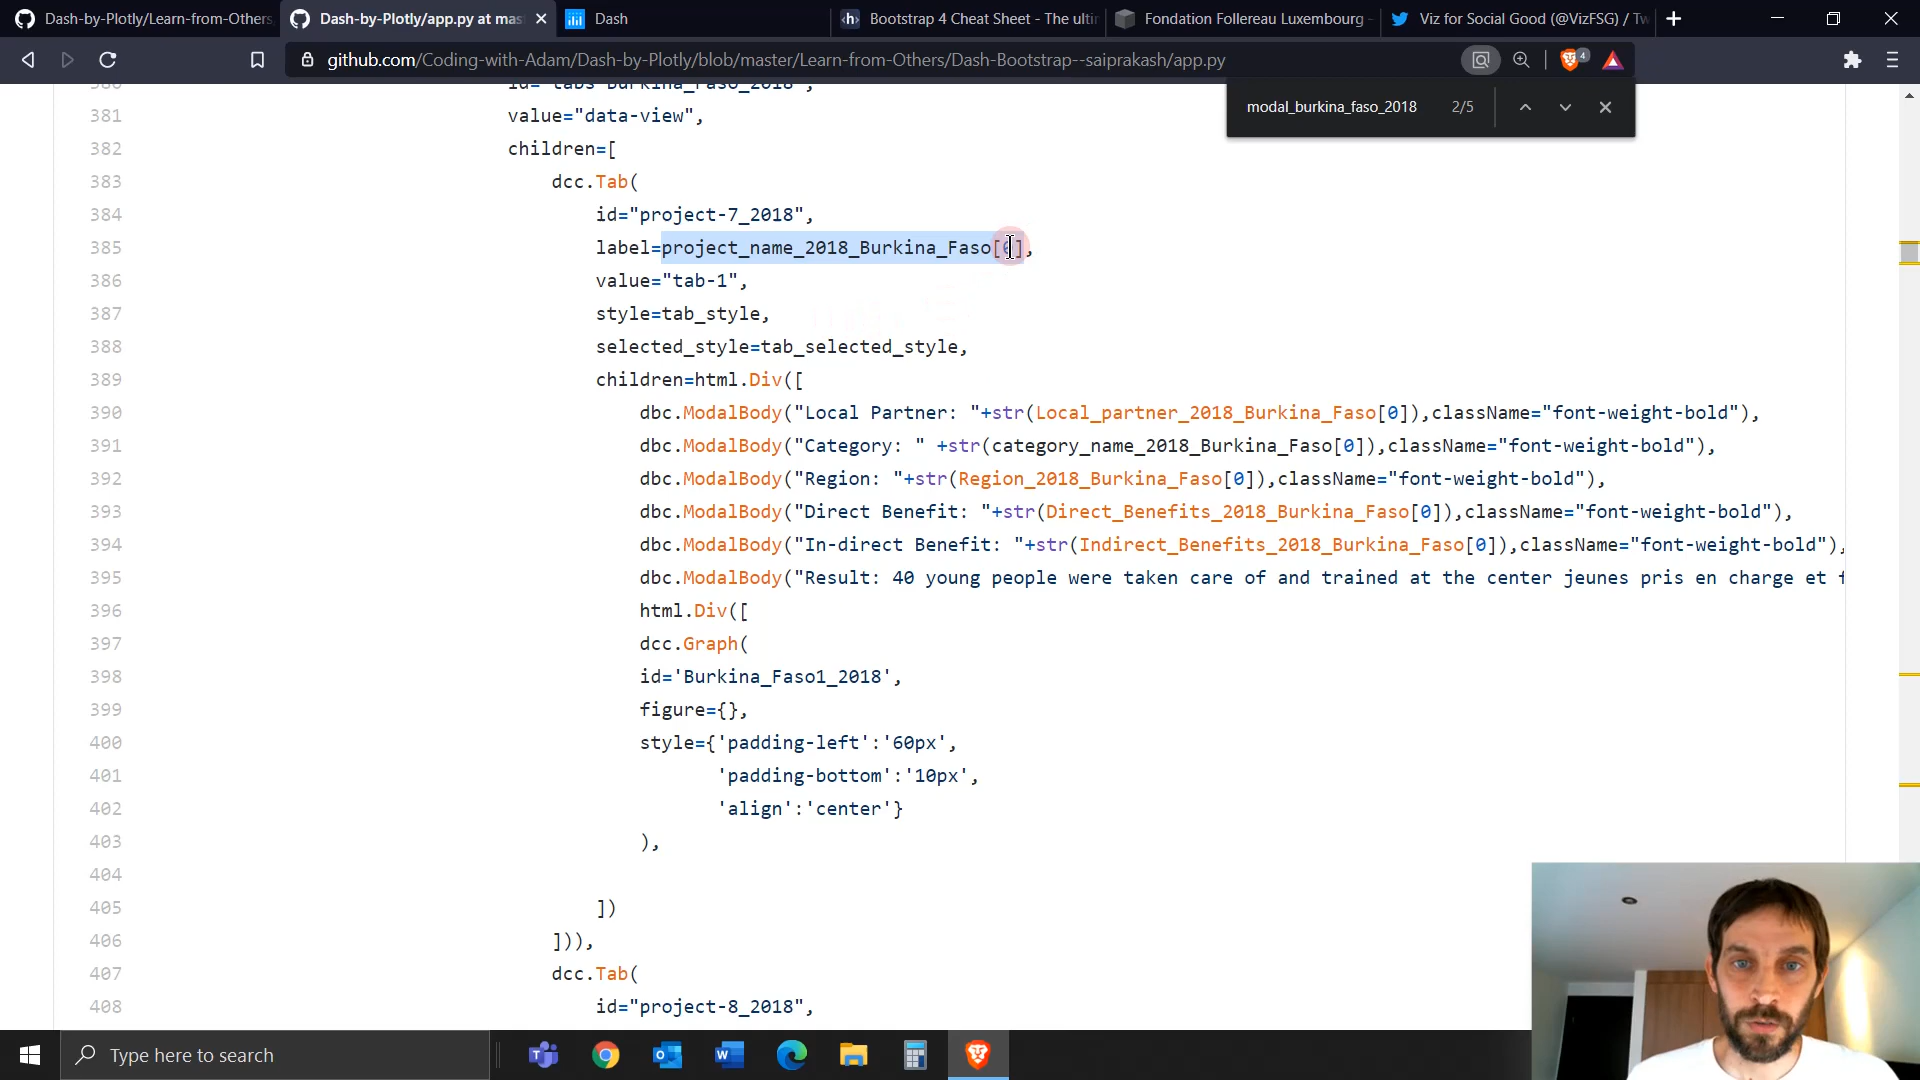 Dash-by-Plotly/Learn-from-Others
Dash-by-Plotly/app.py at mas
Dash
Bootstrap 4 Cheat Sheet - The ulti
Fondation Follereau Luxembourg -
Viz for Social Good (@VizFSG) / Tw
github.com/Coding-with-Adam/Dash-by-Plotly/blob/master/Learn-from-Others/Dash-Bootstrap--saiprakash/app.py
4
modal_burkina_faso_2018 2/5
380 id="tabs Burkina_Faso_2018",
381 value="data-view",
382 children=[
383 dcc.Tab(
384 id="project-7_2018",
385 label=project_name_2018_Burkina_Faso[0],
386 value="tab-1",
387 style=tab_style,
388 selected_style=tab_selected_style,
389 children=html.Div([
390 dbc.ModalBody("Local Partner: "+str(Local_partner_2018_Burkina_Faso[0]),className="font-weight-bold"),
391 dbc.ModalBody("Category: " +str(category_name_2018_Burkina_Faso[0]),className="font-weight-bold"),
392 dbc.ModalBody("Region: "+str(Region_2018_Burkina_Faso[0]),className="font-weight-bold"),
393 dbc.ModalBody("Direct Benefit: "+str(Direct_Benefits_2018_Burkina_Faso[0]),className="font-weight-bold"),
394 dbc.ModalBody("In-direct Benefit: "+str(Indirect_Benefits_2018_Burkina_Faso[0]),className="font-weight-bold"),
395 dbc.ModalBody("Result: 40 young people were taken care of and trained at the center jeunes pris en charge et f
396 html.Div([
397 dcc.Graph(
398 id='Burkina_Faso1_2018',
399 figure={},
400 style={'padding-left':'60px',
401 'padding-bottom':'10px',
402 'align':'center'}
403 ),
404
405 ])
406 ])),
407 dcc.Tab(
408 id="project-8_2018",
Type here to search